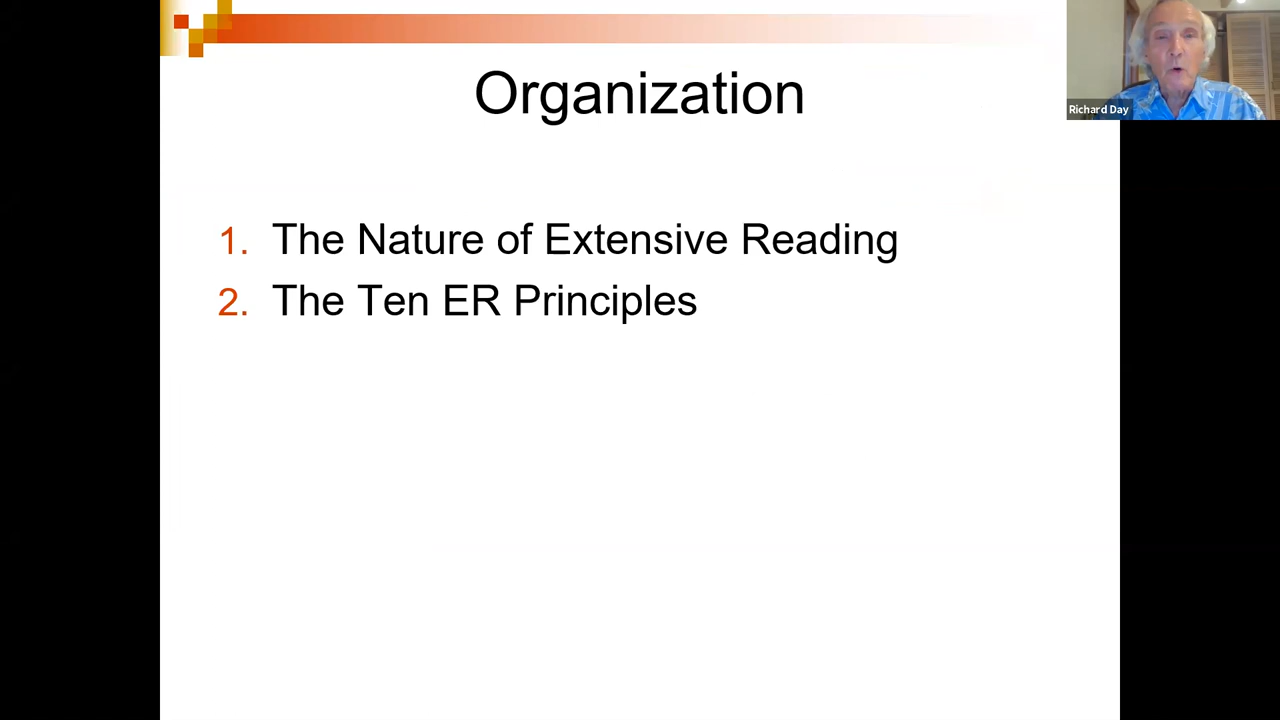 Organization
Richard Day
1. The Nature of Extensive Reading
2. The Ten ER Principles